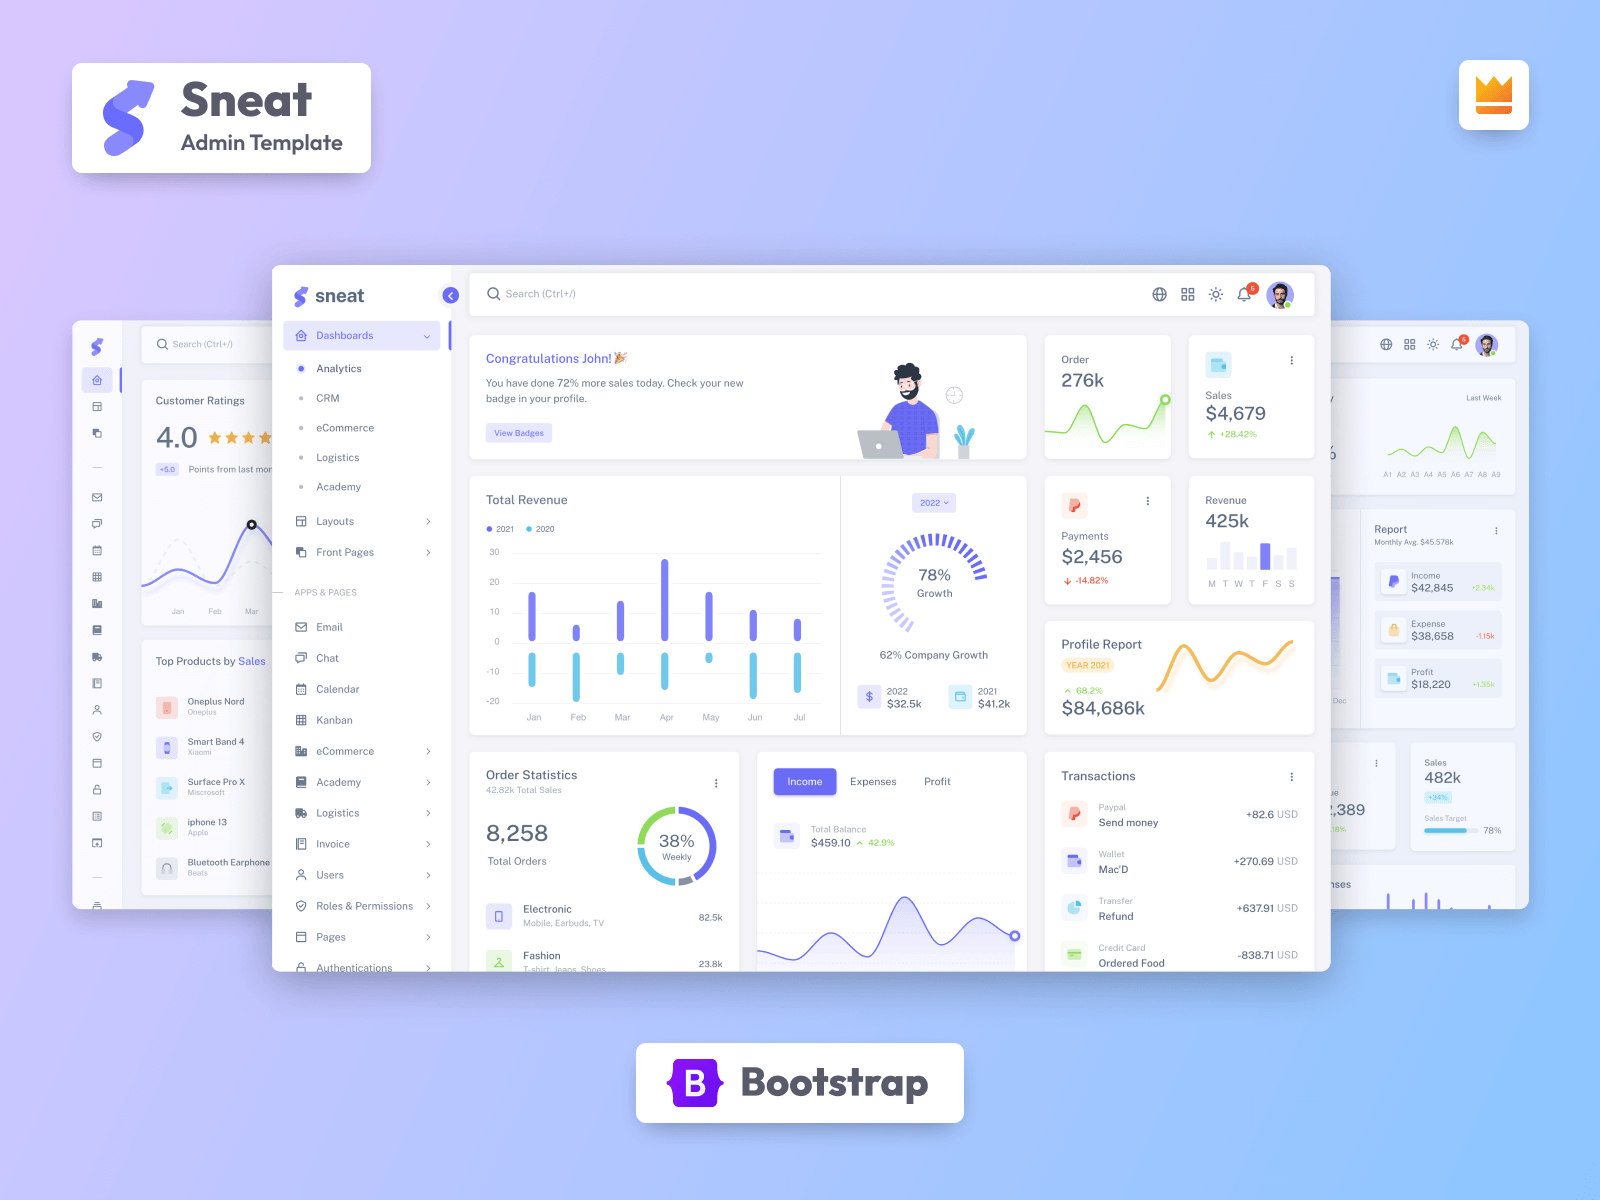 Sneat
Admin Template
sneat
Dashboards
Analytics
CRM
eCommerce
Logistics
Academy
Layouts
Front Pages
APPS & PAGES
Email
Chat
Calendar
Kanban
eCommerce
Academy
Logistics
Invoice
Users
Roles & Permissions
Pages
Authentications
Search (Ctrl+/)
5
Congratulations John!
You have done 72% more sales today. Check your new
badge in your profile.
View Badges
Order
276k
Sales
$4,679
+28.42%
Total Revenue
2021 2020
30
20
10
0
-10
-20
Jan Feb Mar Apr May Jun Jul
2022
78%
Growth
62% Company Growth
$
2022
$32.5k
2021
$41.2k
Payments
$2,456
-14.82%
Revenue
425k
M T W T F S S
Profile Report
YEAR 2021
68.2%
$84,686k
Order Statistics
42.82k Total Sales
8,258
Total Orders
38%
Weekly
Electronic
Mobile, Earbuds, TV
82.5k
Fashion
T-shirt, Jeans, Shoes
23.8k
Income Expenses Profit
Total Balance
$459.10 42.9%
Transactions
Paypal
Send money
+82.6 USD
Wallet
Mac'D
+270.69 USD
Transfer
Refund
+637.91 USD
Credit Card
Ordered Food
-838.71 USD
Search (Ctrl+/)
Customer Ratings
4.0
+5.0 Points from last mon
Jan Feb Mar
Top Products by Sales
Oneplus Nord
Oneplus
Smart Band 4
Xiaomi
Surface Pro X
Miscrosoft
iphone 13
Apple
Bluetooth Earphone
Beats
5
Last Week
A1 A2 A3 A4 A5 A6 A7 A8 A9
Report
Monthly Avg. $45.578k
Income
$42,845
+2.34k
Expense
$38,658
-1.15k
Profit
$18,220
+1.35k
Dec
2,389
18%
Sales
482k
+34%
Sales Target
78%
nses
B
Bootstrap